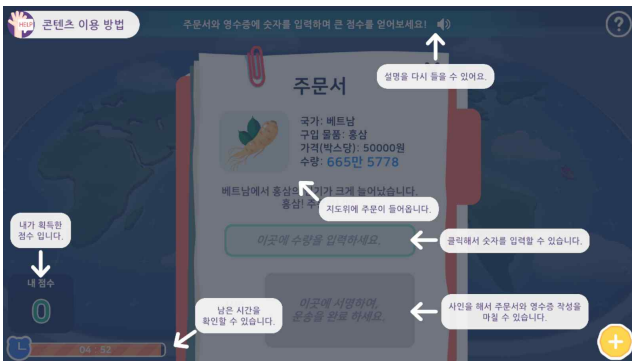 HELP 콘텐츠 이용 방법
주문서와 영수증에 숫자를 입력하며 큰 점수를 얻어보세요!
?
설명을 다시 들을 수 있어요.
주문서
국가: 베트남
구입 물품: 홍삼
가격(박스당): 50000원
수량: 665만 5778
베트남에서 홍삼의 기가 크게 늘어났습니다.
홍삼! 주
지도위에 주문이 들어옵니다.
내가 획득한
점수 입니다.
이곳에 수량을 입력하세요.
클릭해서 숫자를 입력할 수 있습니다.
내 점수
0
남은 시간을
확인할 수 있습니다.
이곳에 서명하여,
운송을 완료 하세요.
사인을 해서 주문서와 영수증 작성을
마칠 수 있습니다.
04 : 52